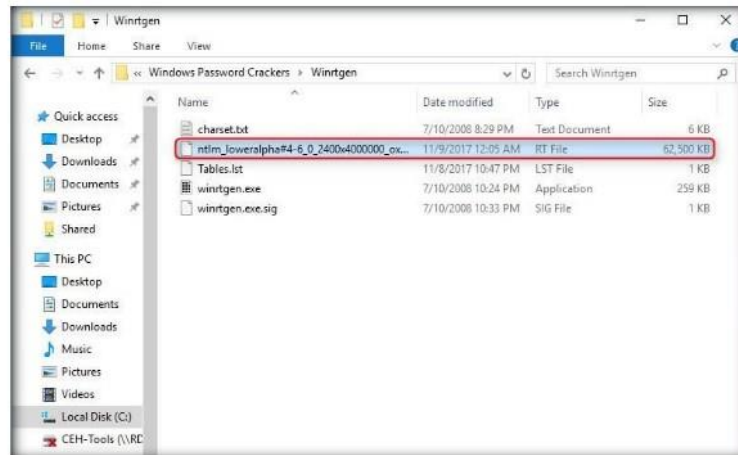 Winrtgen
File Home Share View
« Windows Password Crackers > Winrtgen
Search Winrtgen
Name Date modified Type Size
charset.txt 7/10/2008 8:29 PM Text Document 6 KB
ntlm_loweralpha#4-6_0_2400x4000000_ox... 11/9/2017 12:05 AM RT File 62,500 KB
Tables.lst 11/8/2017 10:47 PM LST File 1 KB
winrtgen.exe 7/10/2008 10:24 PM Application 259 KB
winrtgen.exe.sig 7/10/2008 10:33 PM SIG File 1 KB
Quick access
Desktop
Downloads
Documents
Pictures
Shared
This PC
Desktop
Documents
Downloads
Music
Pictures
Videos
Local Disk (C:)
CEH-Tools (\\RD